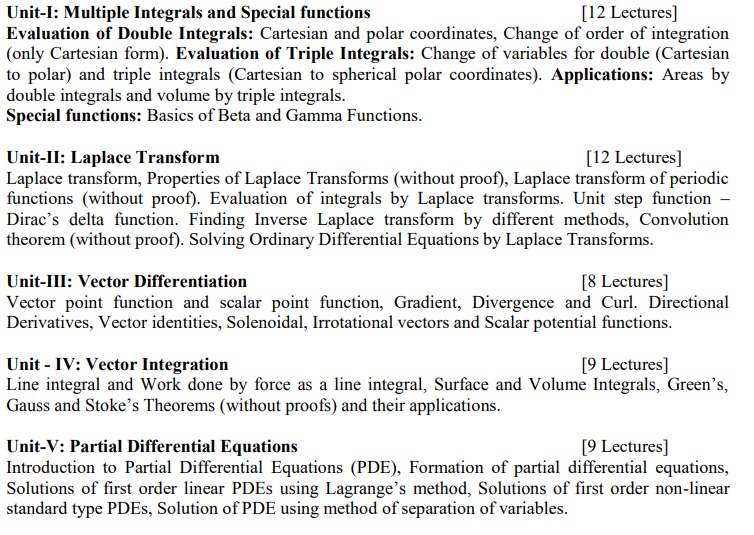 Unit-I: Multiple Integrals and Special functions [12 Lectures]
Evaluation of Double Integrals: Cartesian and polar coordinates, Change of order of integration
(only Cartesian form). Evaluation of Triple Integrals: Change of variables for double (Cartesian
to polar) and triple integrals (Cartesian to spherical polar coordinates). Applications: Areas by
double integrals and volume by triple integrals.
Special functions: Basics of Beta and Gamma Functions.
Unit-II: Laplace Transform [12 Lectures]
Laplace transform, Properties of Laplace Transforms (without proof), Laplace transform of periodic
functions (without proof). Evaluation of integrals by Laplace transforms. Unit step function –
Dirac's delta function. Finding Inverse Laplace transform by different methods, Convolution
theorem (without proof). Solving Ordinary Differential Equations by Laplace Transforms.
Unit-III: Vector Differentiation [8 Lectures]
Vector point function and scalar point function, Gradient, Divergence and Curl. Directional
Derivatives, Vector identities, Solenoidal, Irrotational vectors and Scalar potential functions.
Unit - IV: Vector Integration [9 Lectures]
Line integral and Work done by force as a line integral, Surface and Volume Integrals, Green's,
Gauss and Stoke's Theorems (without proofs) and their applications.
Unit-V: Partial Differential Equations [9 Lectures]
Introduction to Partial Differential Equations (PDE), Formation of partial differential equations,
Solutions of first order linear PDEs using Lagrange's method, Solutions of first order non-linear
standard type PDEs, Solution of PDE using method of separation of variables.